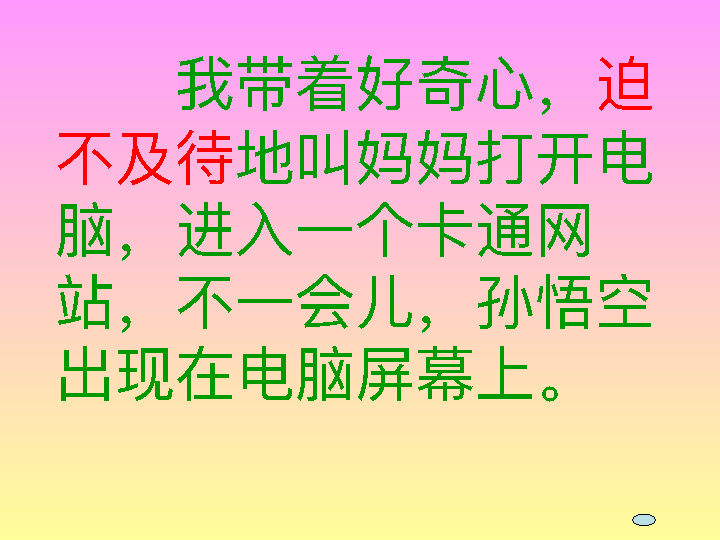 我带着好奇心，迫
不及待地叫妈妈打开电
脑，进入一个卡通网
站，不一会儿，孙悟空
出现在电脑屏幕上。